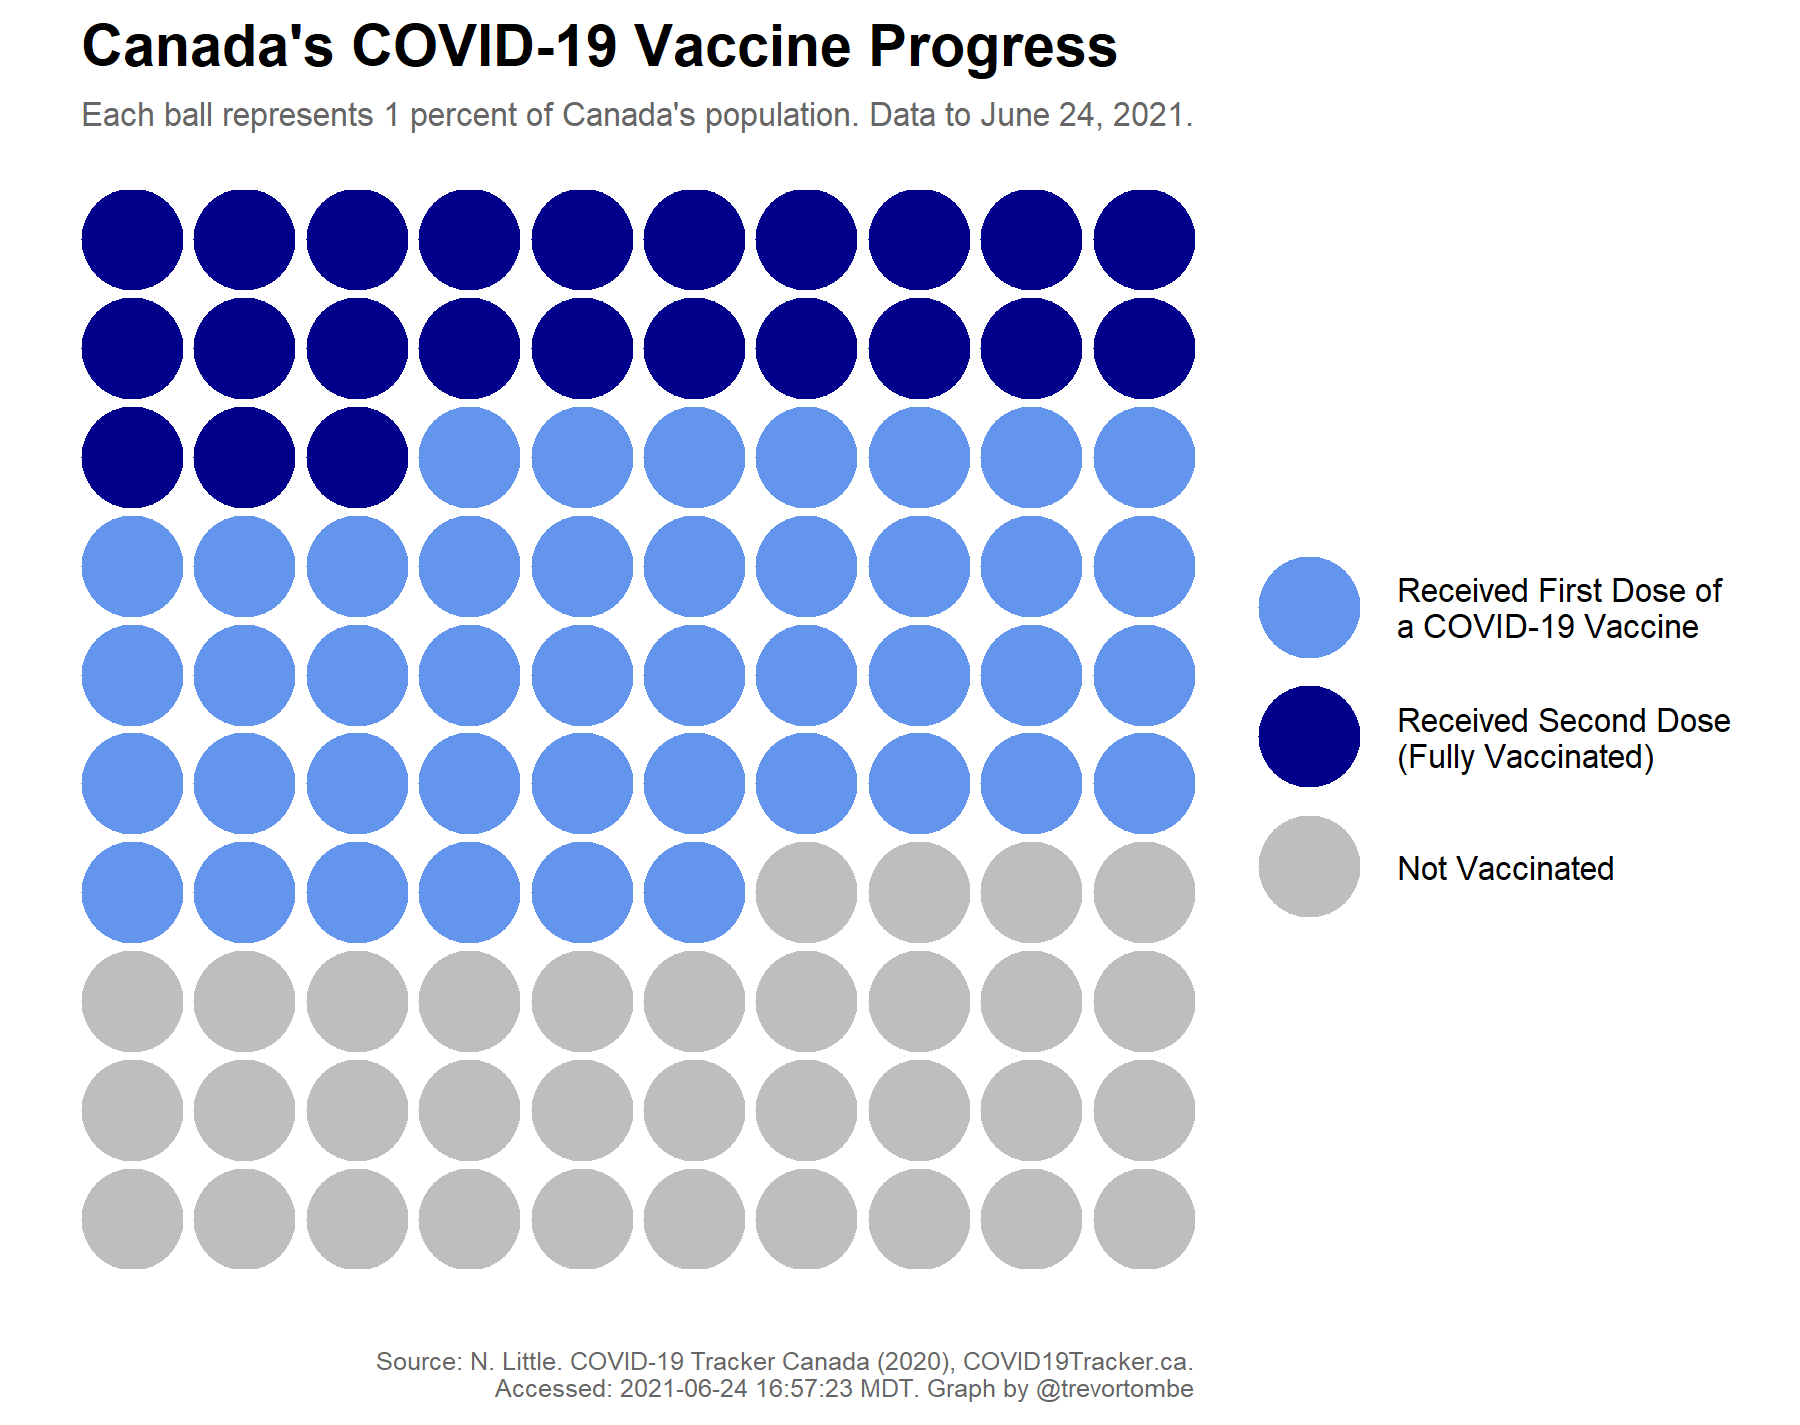 Canada's COVID-19 Vaccine Progress
Each ball represents 1 percent of Canada's population. Data to June 24, 2021.
Received First Dose of
a COVID-19 Vaccine
Received Second Dose
(Fully Vaccinated)
Not Vaccinated
Source: N. Little. COVID-19 Tracker Canada (2020), COVID19Tracker.ca.
Accessed: 2021-06-24 16:57:23 MDT. Graph by @trevortombe